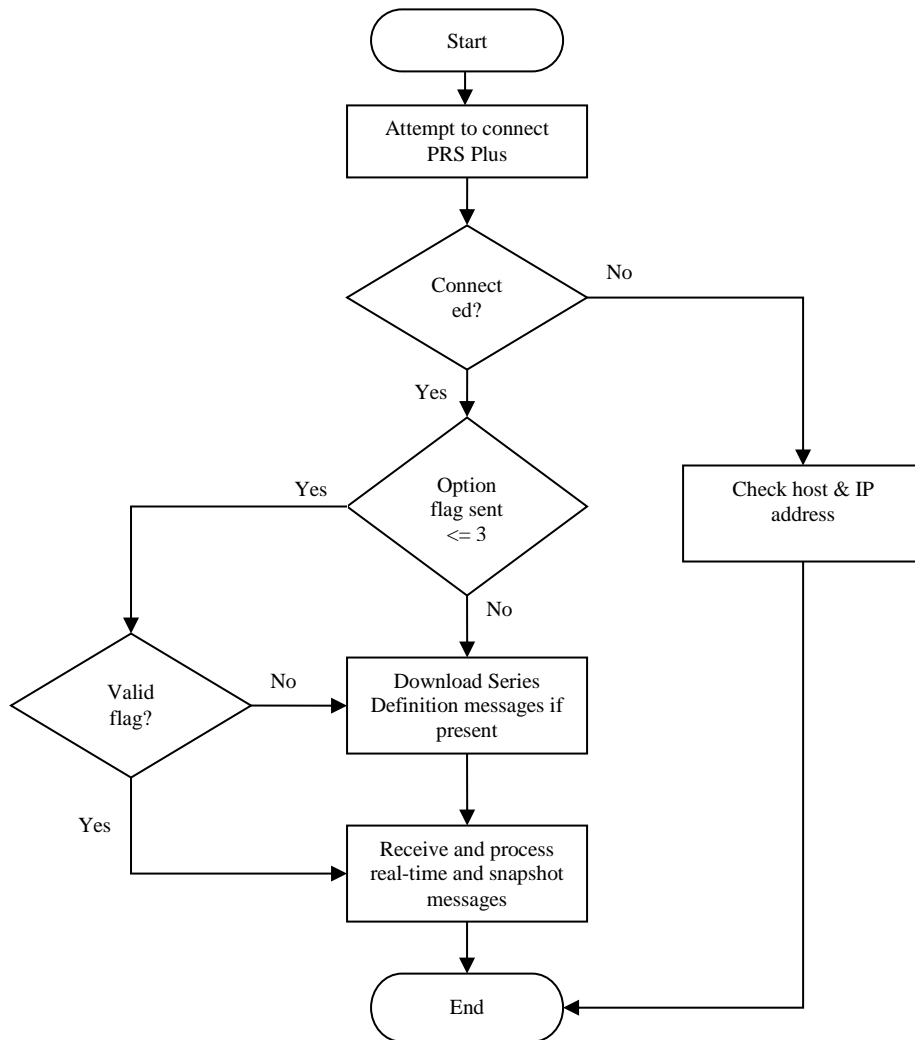 Start
Attempt to connect
PRS Plus
Connect
ed?
No
Yes
Option
flag sent
<= 3
Yes
No
Check host & IP
address
Valid
flag?
No
Yes
Download Series
Definition messages if
present
Receive and process
real-time and snapshot
messages
End